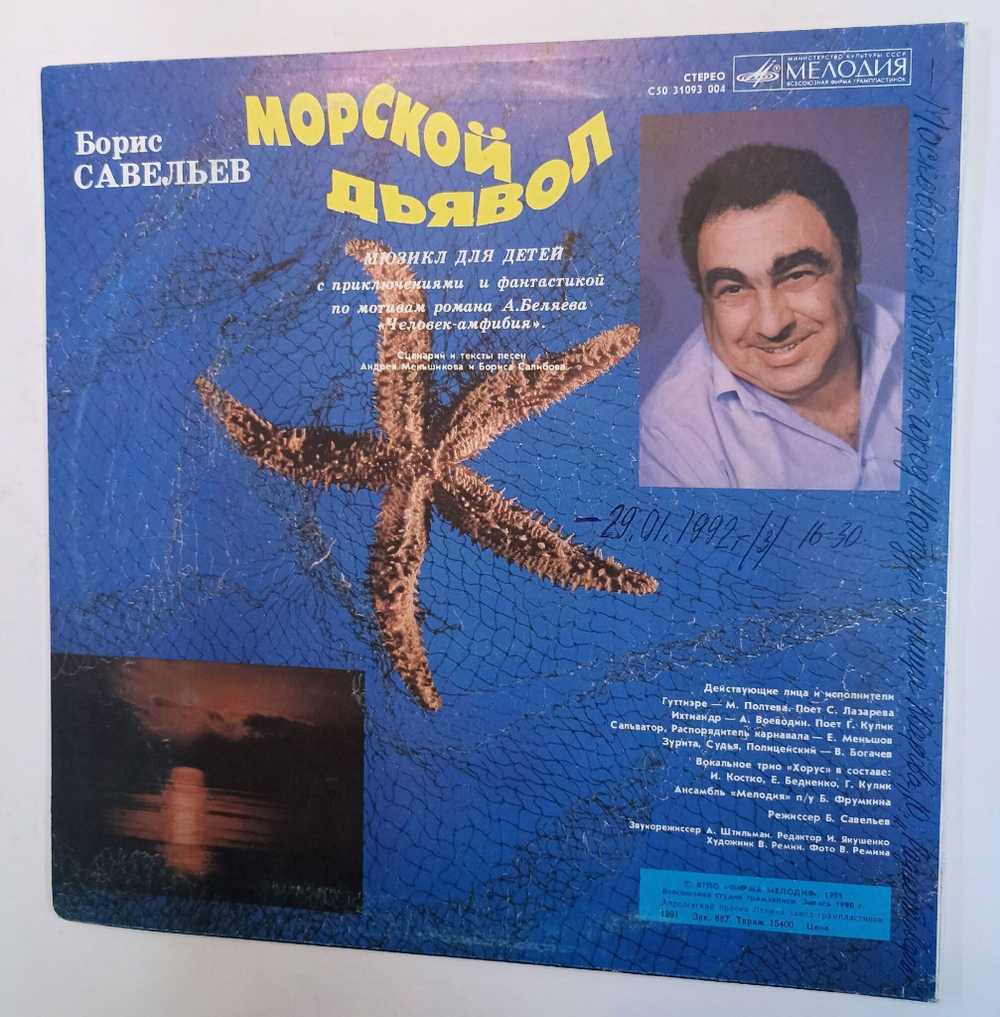 СТЕРЕО
С50 31093 004
МИНИСТЕРСТВО КУЛЬТУРЫ СССР
МЕЛОДИЯ
ВСЕСОЮЗНАЯ ФИРМА ГРАМПЛАСТИНОК
Борис
САВЕЛЬЕВ
МОРСКОЙ
ДЬЯВОЛ
МЮЗИКЛ ДЛЯ ДЕТЕЙ
с приключениями и фантастикой
по мотивам романа А.Беляева
«Человек-амфибия».
Сценарий и тексты песен
Андрея Меньшикова и Бориса Салибова
– 29.01.1992г /3/ 16-30
– Московская область, город
Действующие лица и исполнители
Гуттиэре — М. Полтева. Поет С. Лазарева
Ихтиандр — А. Воеводин. Поет Г. Кулик
Сальватор, Распорядитель карнавала — Е. Меньшов
Зурита, Судья, Полицейский — В. Богачев
Вокальное трио «Хорус» в составе:
И. Костко, Е. Бедненко, Г. Кулик
Ансамбль «Мелодия» п/у Б. Фрумкина
Режиссер Б. Савельев
Звукорежиссер А. Штильман. Редактор И. Якушенко
Художник В. Ремин. Фото В. Ремина
© ВТПО «ФИРМА МЕЛОДИЯ», 1991
Всесоюзная студия грамзаписи. Запись 1990 г.
Апрелевский ордена Ленина завод грампластинок
1991 Зак. 887. Тираж 15400 Цена